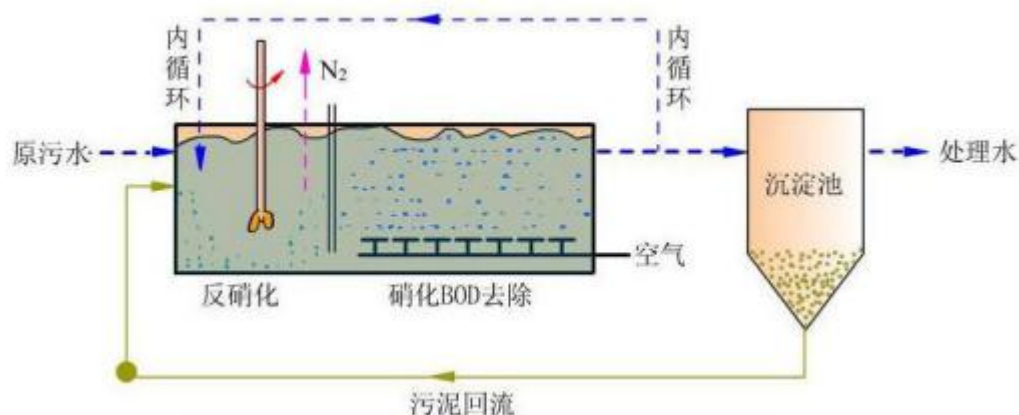 内循环
N₂
内循环
原污水
沉淀池
处理水
空气
反硝化
硝化BOD去除
污泥回流